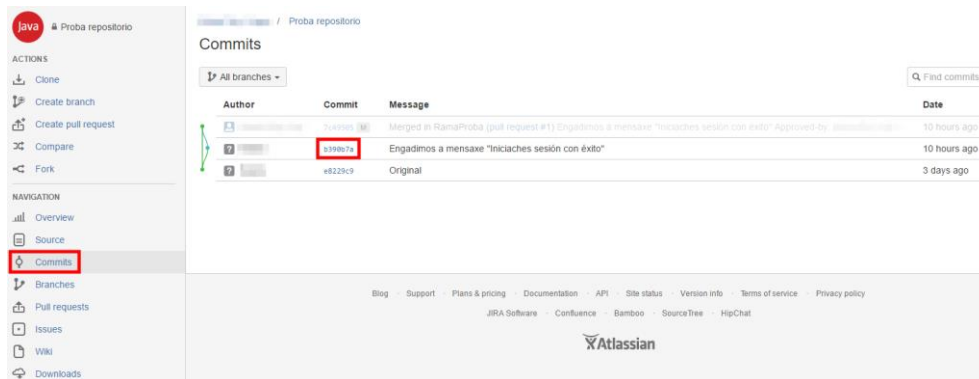 Java Proba repositorio
ACTIONS
Clone
Create branch
Create pull request
Compare
Fork
NAVIGATION
Overview
Source
Commits
Branches
Pull requests
Issues
Wiki
Downloads
/ Proba repositorio
Commits
All branches
Find commits
Author Commit Message Date
M Merged in RamaProba (pull request #1) Engadimos a mensaxe "Iniciaches sesión con éxito" Approved-by: 10 hours ago
b390b7a Engadimos a mensaxe "Iniciaches sesión con éxito" 10 hours ago
e8229c9 Original 3 days ago
Blog · Support · Plans & pricing · Documentation · API · Site status · Version info · Terms of service · Privacy policy
JIRA Software · Confluence · Bamboo · SourceTree · HipChat
Atlassian